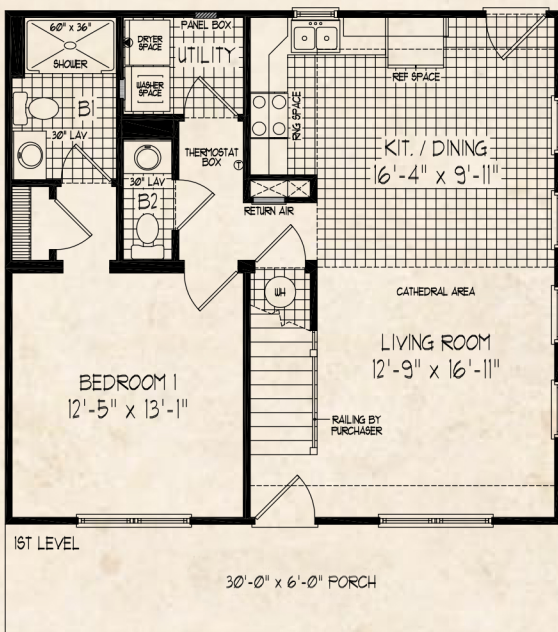 60" x 36"
SHOWER
DRYER
SPACE
WASHER
SPACE
PANEL BOX
UTILITY
B1
30" LAV
THERMOSTAT
BOX
T
30" LAV
B2
RNG SPACE
REF SPACE
KIT. / DINING
16'-4" x 9'-11"
RETURN AIR
WH
CATHEDRAL AREA
LIVING ROOM
12'-9" x 16'-11"
BEDROOM 1
12'-5" x 13'-1"
RAILING BY
PURCHASER
1ST LEVEL
30'-0" x 6'-0" PORCH